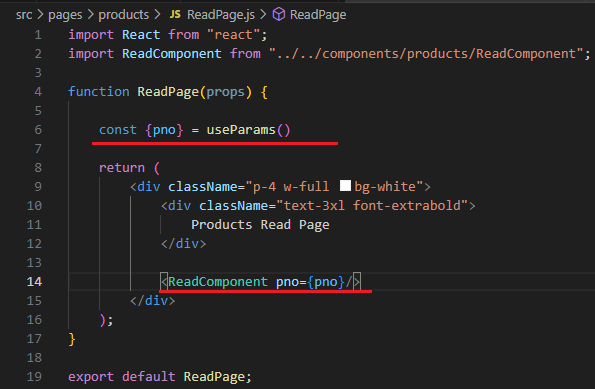 src > pages > products > JS ReadPage.js > ReadPage
1 import React from "react";
2 import ReadComponent from "../../components/products/ReadComponent";
3
4 function ReadPage(props) {
5
6 const {pno} = useParams()
7
8 return (
9 <div className="p-4 w-full bg-white">
10 <div className="text-3xl font-extrabold">
11 Products Read Page
12 </div>
13
14 <ReadComponent pno={pno}/>
15 </div>
16 );
17 }
18
19 export default ReadPage;